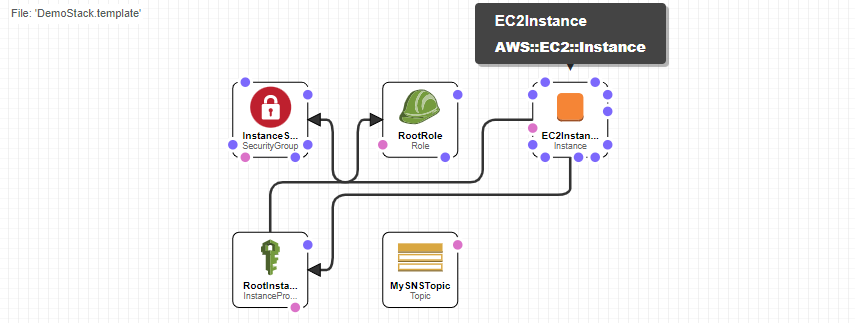 File: 'DemoStack.template'
EC2Instance
AWS::EC2::Instance
InstanceS...
SecurityGroup
RootRole
Role
EC2Instan...
Instance
RootInsta...
InstancePro...
MySNSTopic
Topic